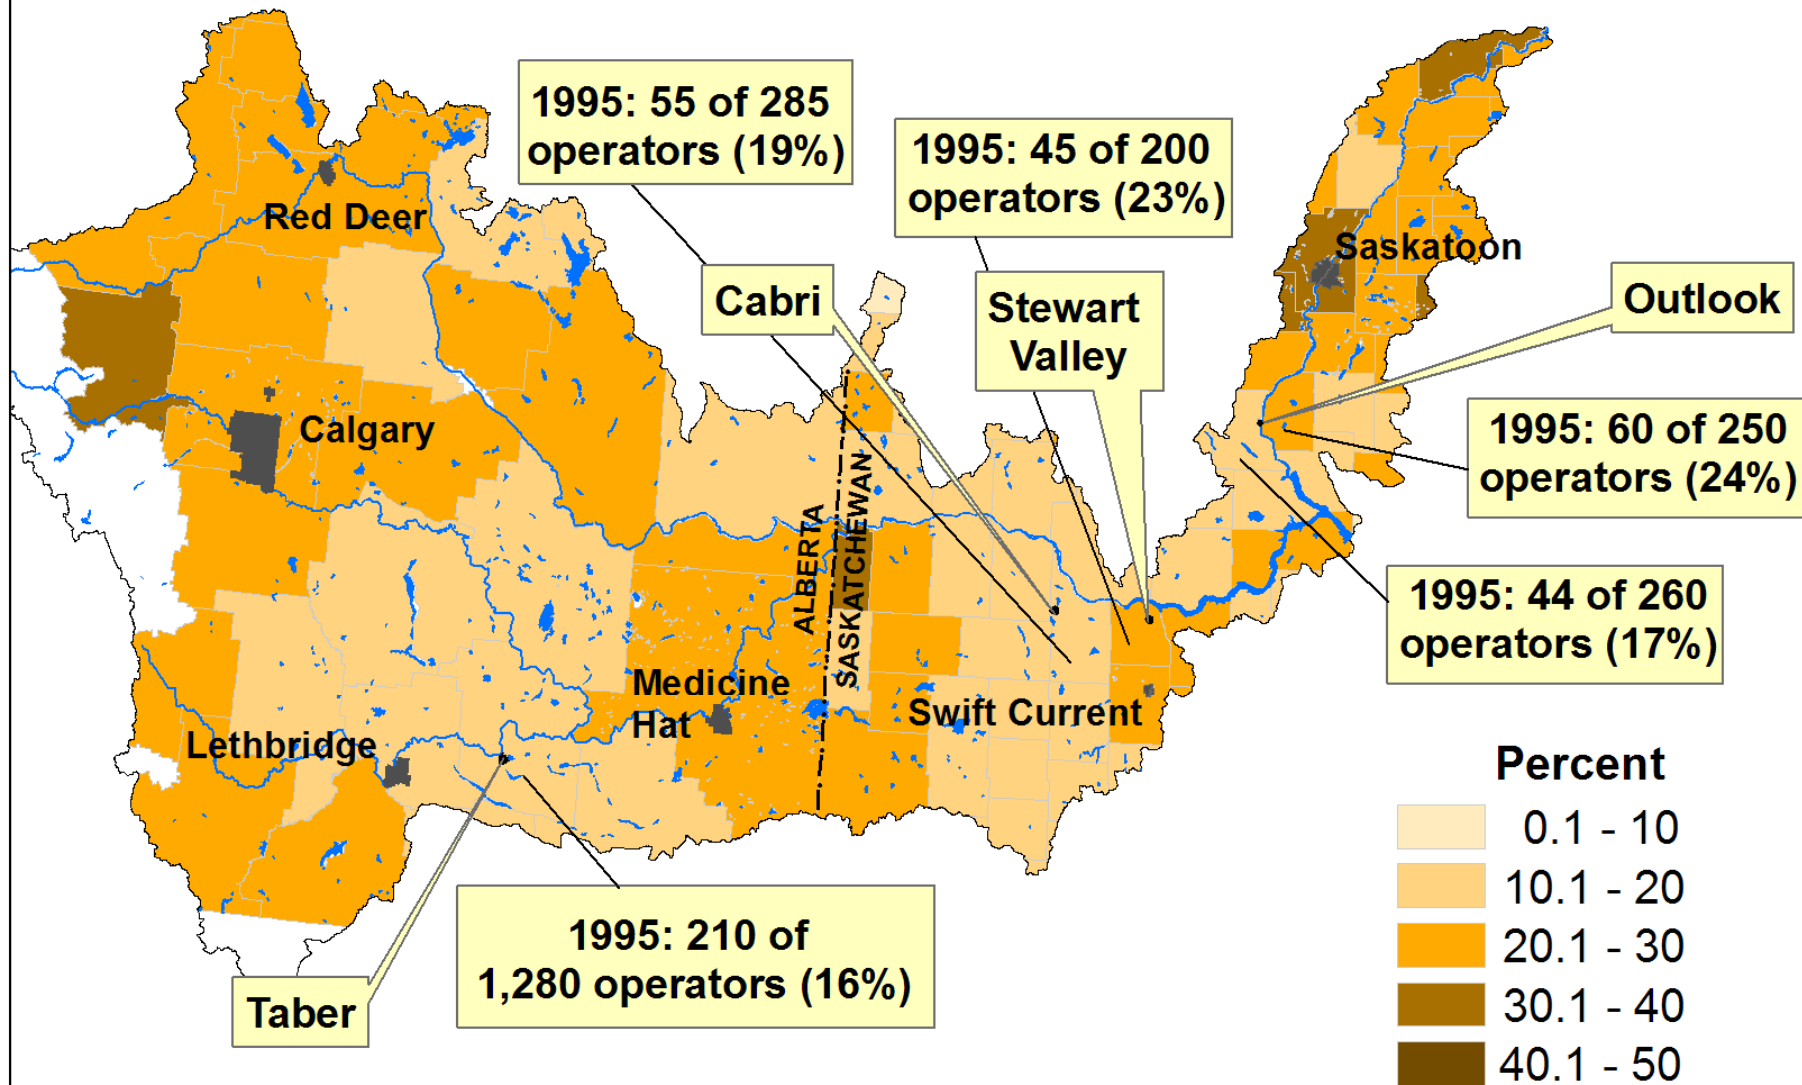 1995: 55 of 285
operators (19%)
1995: 45 of 200
operators (23%)
Red Deer
Saskatoon
Cabri
Stewart
Valley
Outlook
Calgary
1995: 60 of 250
operators (24%)
ALBERTA
SASKATCHEWAN
1995: 44 of 260
operators (17%)
Medicine
Hat
Swift Current
Lethbridge
Percent
0.1 - 10
10.1 - 20
20.1 - 30
30.1 - 40
40.1 - 50
1995: 210 of
1,280 operators (16%)
Taber